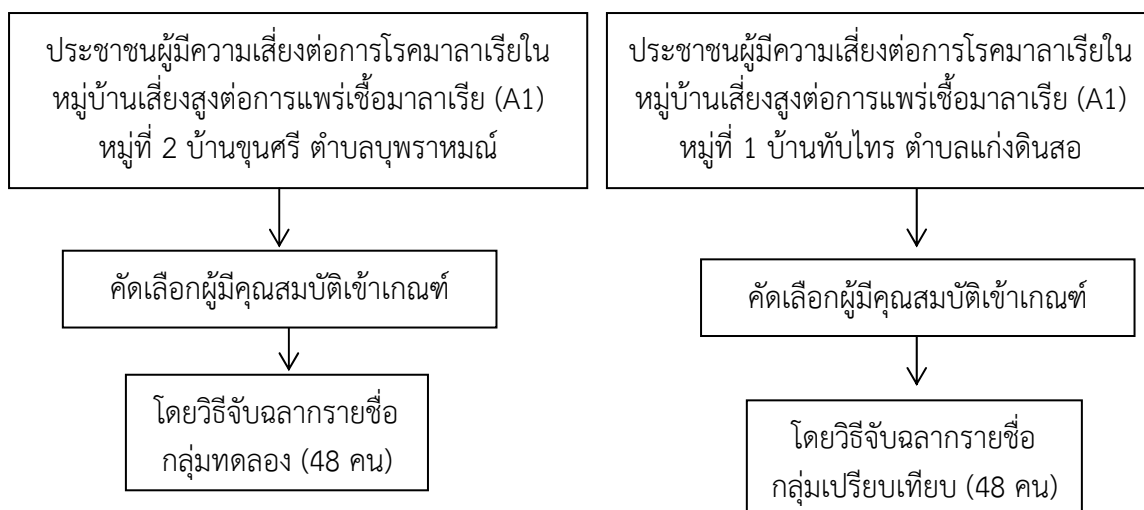 ประชาชนผู้มีความเสี่ยงต่อการโรคมาลาเรียใน
หมู่บ้านเสี่ยงสูงต่อการแพร่เชื้อมาลาเรีย (A1)
หมู่ที่ 2 บ้านขุนศรี ตำบลบุพราหมณ์
คัดเลือกผู้มีคุณสมบัติเข้าเกณฑ์
โดยวิธีจับฉลากรายชื่อ
กลุ่มทดลอง (48 คน)
ประชาชนผู้มีความเสี่ยงต่อการโรคมาลาเรียใน
หมู่บ้านเสี่ยงสูงต่อการแพร่เชื้อมาลาเรีย (A1)
หมู่ที่ 1 บ้านทับไทร ตำบลแก่งดินสอ
คัดเลือกผู้มีคุณสมบัติเข้าเกณฑ์
โดยวิธีจับฉลากรายชื่อ
กลุ่มเปรียบเทียบ (48 คน)